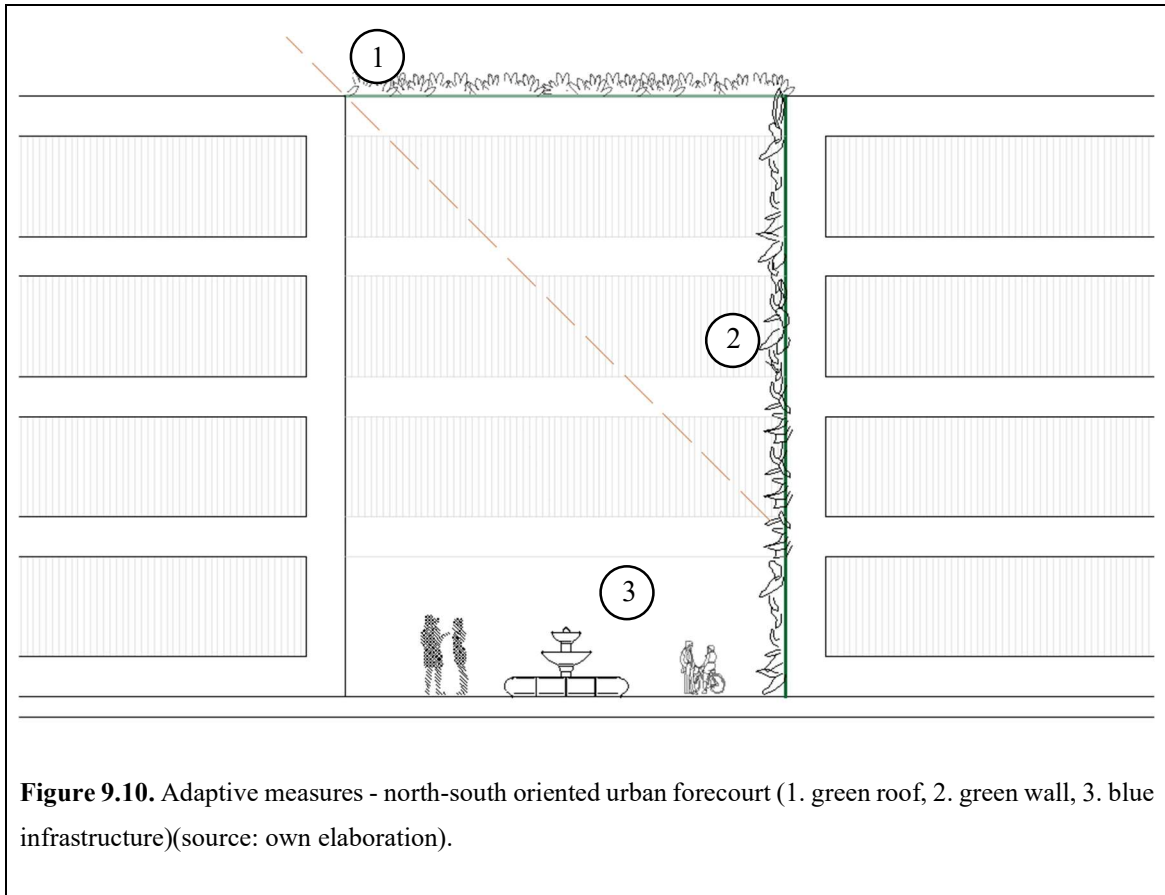 1
2
3
Figure 9.10. Adaptive measures - north-south oriented urban forecourt (1. green roof, 2. green wall, 3. blue
infrastructure)(source: own elaboration).